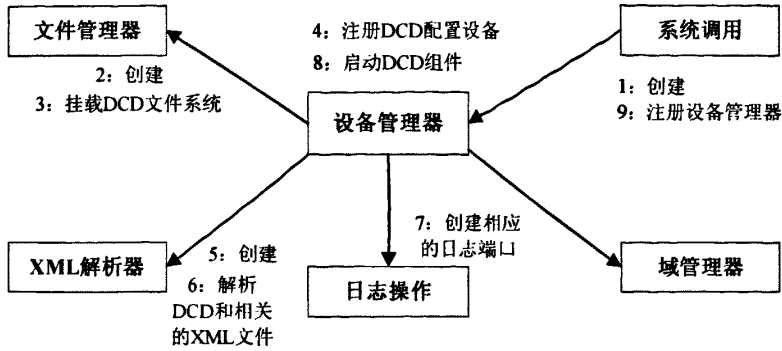 文件管理器
4：注册DCD配置设备
系统调用
2：创建
8：启动DCD组件
3：挂载DCD文件系统
1：创建
设备管理器
9：注册设备管理器
7：创建相应
的日志端口
XML解析器
5：创建
6：解析
DCD和相关
的XML文件
日志操作
域管理器